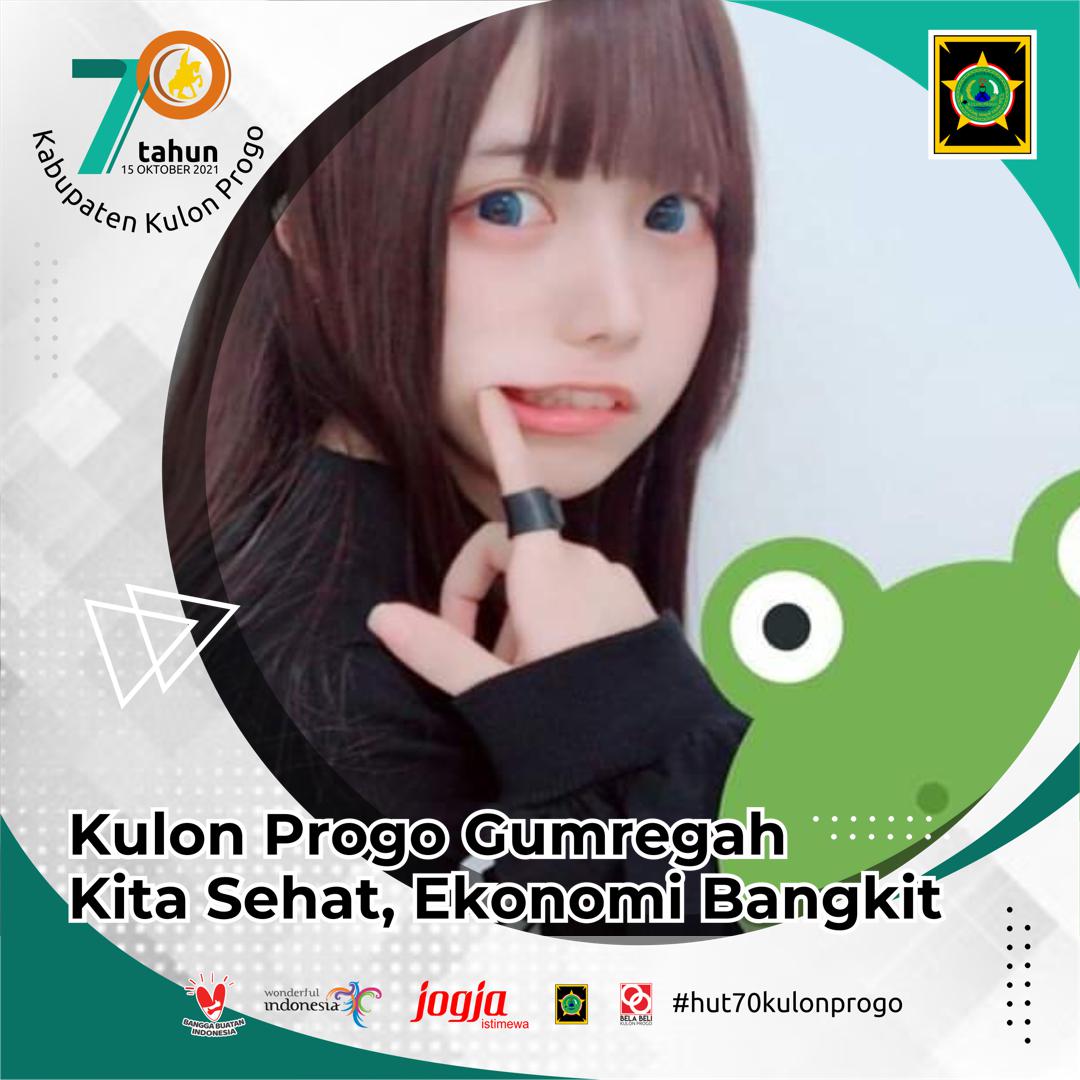 70
tahun
15 OKTOBER 2021
Kabupaten Kulon Progo
Kulon Progo Gumregah
Kita Sehat, Ekonomi Bangkit
BANGGA BUATAN
INDONESIA
wonderful
indonesia
jogja
istimewa
BELA BELI
KULON PROGO
#hut70kulonprogo